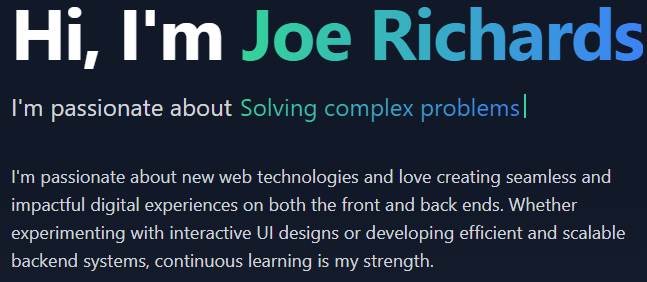 Hi, I'm Joe Richards
I'm passionate about Solving complex problems
I'm passionate about new web technologies and love creating seamless and
impactful digital experiences on both the front and back ends. Whether
experimenting with interactive UI designs or developing efficient and scalable
backend systems, continuous learning is my strength.